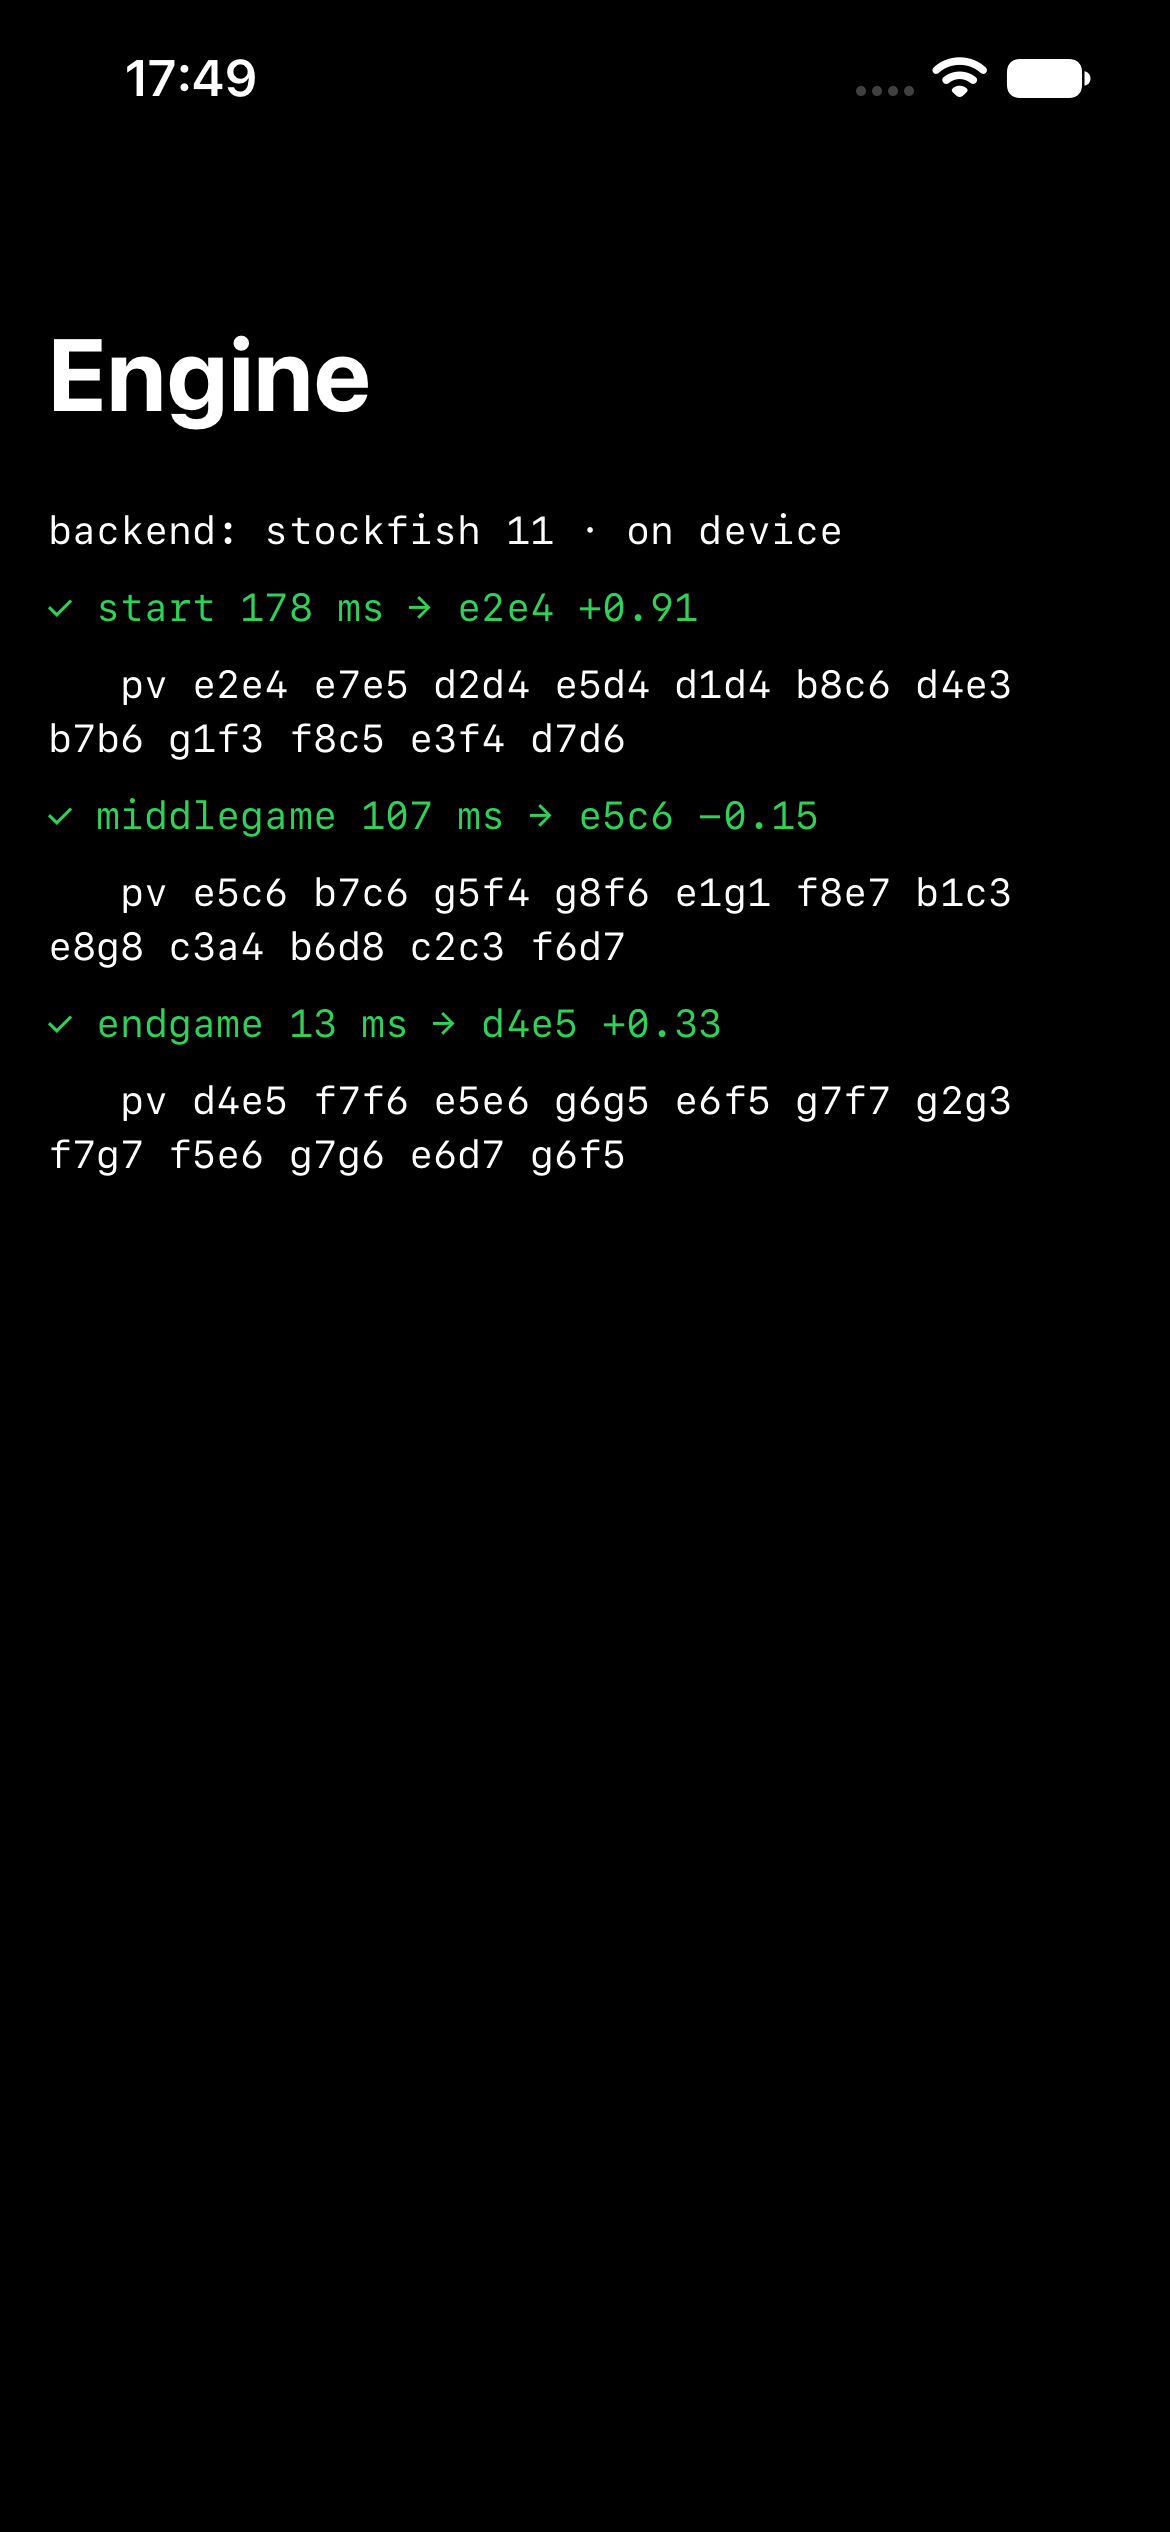 17:49
Engine
backend: stockfish 11 · on device
✓ start 178 ms → e2e4 +0.91
pv e2e4 e7e5 d2d4 e5d4 d1d4 b8c6 d4e3
b7b6 g1f3 f8c5 e3f4 d7d6
✓ middlegame 107 ms → e5c6 −0.15
pv e5c6 b7c6 g5f4 g8f6 e1g1 f8e7 b1c3
e8g8 c3a4 b6d8 c2c3 f6d7
✓ endgame 13 ms → d4e5 +0.33
pv d4e5 f7f6 e5e6 g6g5 e6f5 g7f7 g2g3
f7g7 f5e6 g7g6 e6d7 g6f5